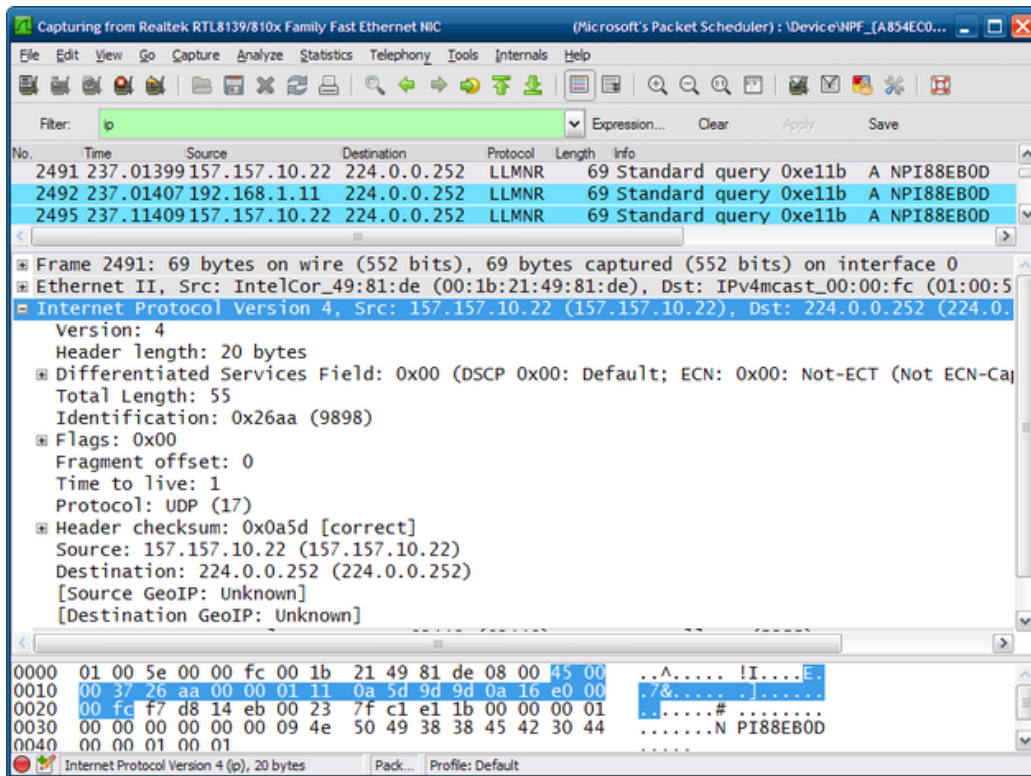 Capturing from Realtek RTL8139/810x Family Fast Ethernet NIC (Microsoft's Packet Scheduler) : \Device\NPF_{A854EC0...
File Edit View Go Capture Analyze Statistics Telephony Tools Internals Help
Filter: ip Expression... Clear Apply Save
No. Time Source Destination Protocol Length Info
2491 237.01399 157.157.10.22 224.0.0.252 LLMNR 69 Standard query 0xe11b A NPI88EB0D
2492 237.01407 192.168.1.11 224.0.0.252 LLMNR 69 Standard query 0xe11b A NPI88EB0D
2495 237.11409 157.157.10.22 224.0.0.252 LLMNR 69 Standard query 0xe11b A NPI88EB0D
Frame 2491: 69 bytes on wire (552 bits), 69 bytes captured (552 bits) on interface 0
Ethernet II, Src: IntelCor_49:81:de (00:1b:21:49:81:de), Dst: IPv4mcast_00:00:fc (01:00:5
Internet Protocol Version 4, Src: 157.157.10.22 (157.157.10.22), Dst: 224.0.0.252 (224.0.
Version: 4
Header length: 20 bytes
Differentiated Services Field: 0x00 (DSCP 0x00: Default; ECN: 0x00: Not-ECT (Not ECN-Cap
Total Length: 55
Identification: 0x26aa (9898)
Flags: 0x00
Fragment offset: 0
Time to live: 1
Protocol: UDP (17)
Header checksum: 0x0a5d [correct]
Source: 157.157.10.22 (157.157.10.22)
Destination: 224.0.0.252 (224.0.0.252)
[Source GeoIP: Unknown]
[Destination GeoIP: Unknown]
0000 01 00 5e 00 00 fc 00 1b 21 49 81 de 08 00 45 00 ..^..... !I....E.
0010 00 37 26 aa 00 00 01 11 0a 5d 9d 9d 0a 16 e0 00 .7&..... .]......
0020 00 fc f7 d8 14 eb 00 23 7f c1 e1 1b 00 00 00 01 .......# ........
0030 00 00 00 00 00 00 09 4e 50 49 38 38 45 42 30 44 .......N PI88EB0D
0040 00 00 01 00 01 .....
Internet Protocol Version 4 (ip), 20 bytes Pack... Profile: Default